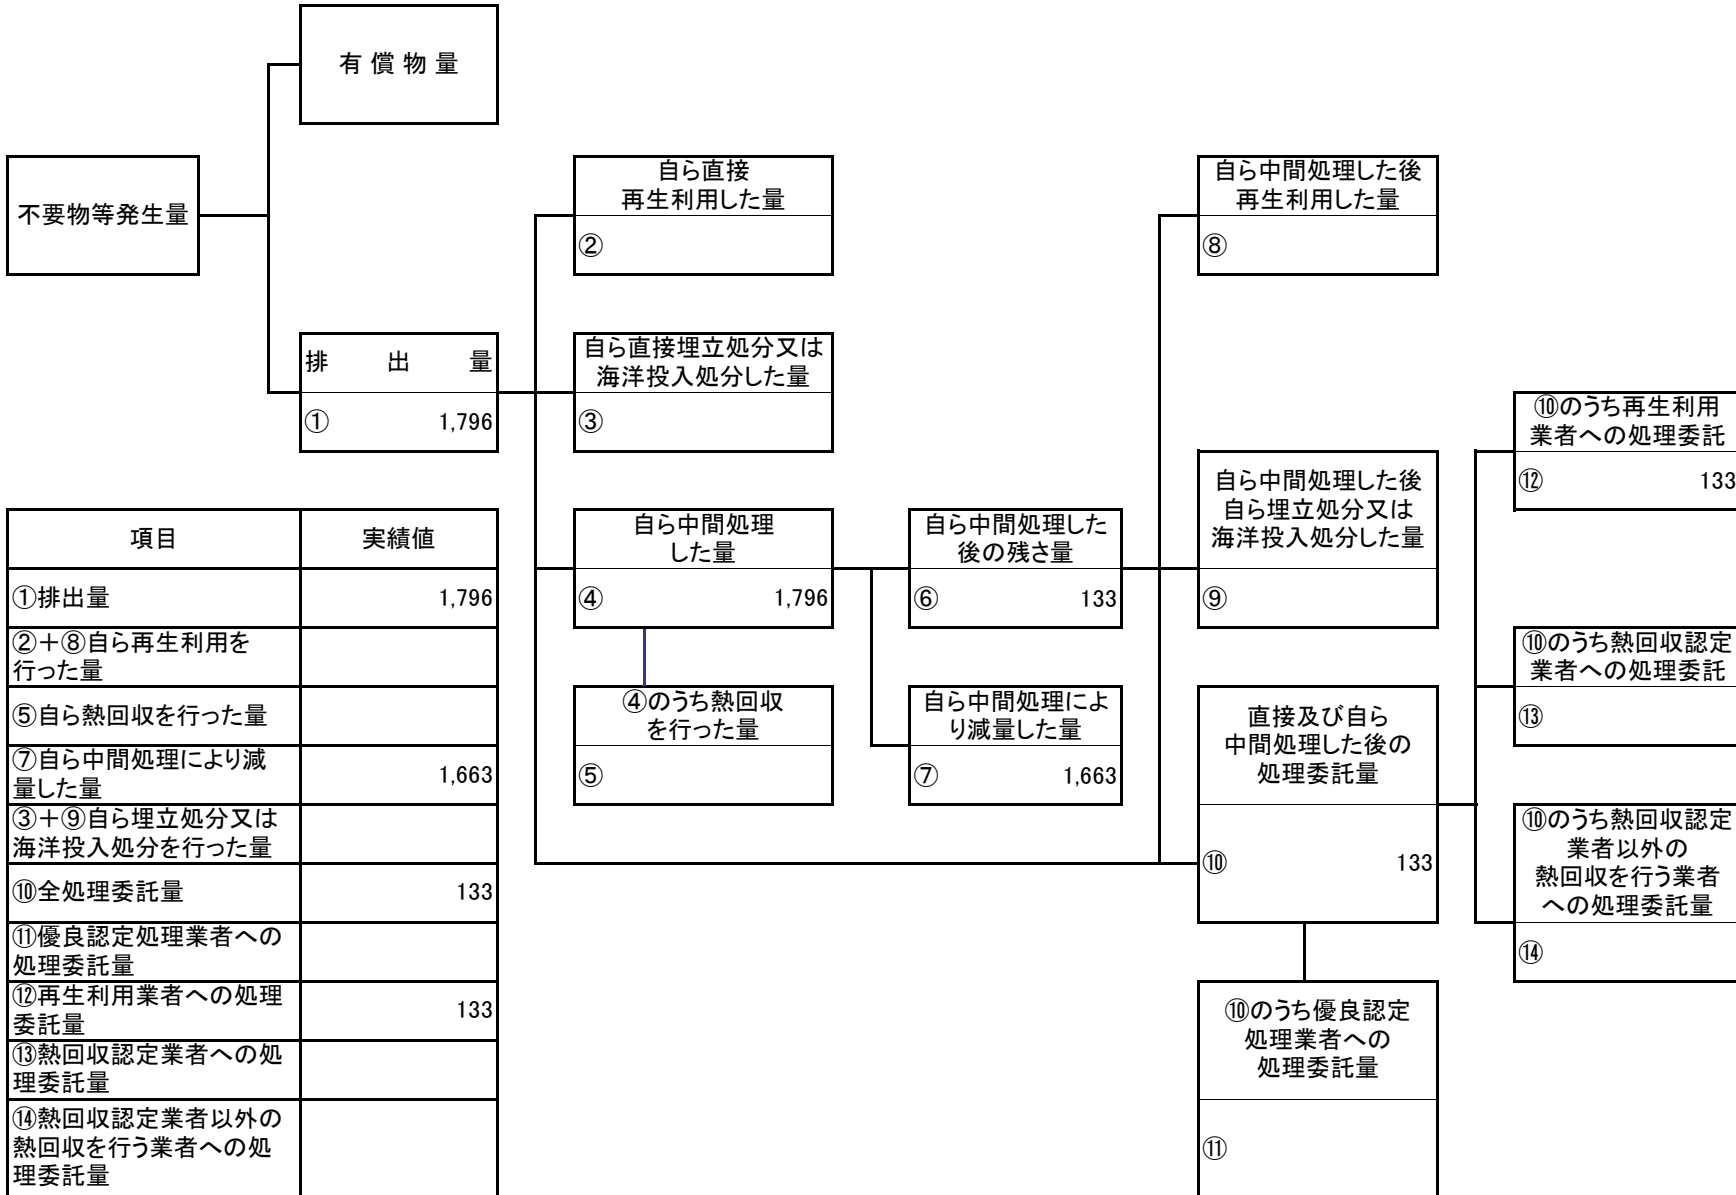 有 償 物 量
不要物等発生量
自ら直接
再生利用した量
②
自ら中間処理した後
再生利用した量
⑧
排 出 量
① 1,796
自ら直接埋立処分又は
海洋投入処分した量
③
⑩のうち再生利用
業者への処理委託
⑫ 133
自ら中間処理した後
自ら埋立処分又は
海洋投入処分した量
⑨
自ら中間処理
した量
④ 1,796
自ら中間処理した
後の残さ量
⑥ 133
④のうち熱回収
を行った量
⑤
自ら中間処理によ
り減量した量
⑦ 1,663
直接及び自ら
中間処理した後の
処理委託量
⑩ 133
⑩のうち熱回収認定
業者への処理委託
⑬
⑩のうち熱回収認定
業者以外の
熱回収を行う業者
への処理委託量
⑭
⑩のうち優良認定
処理業者への
処理委託量
⑪
項目 実績値
①排出量 1,796
②+⑧自ら再生利用を
行った量
⑤自ら熱回収を行った量
⑦自ら中間処理により減
量した量 1,663
③+⑨自ら埋立処分又は
海洋投入処分を行った量
⑩全処理委託量 133
⑪優良認定処理業者への
処理委託量
⑫再生利用業者への処理
委託量 133
⑬熱回収認定業者への処
理委託量
⑭熱回収認定業者以外の
熱回収を行う業者への処
理委託量